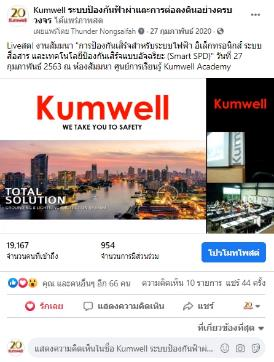 Kumwell ระบบป้องกันฟ้าผ่าและการต่อลงดินอย่างครบ
วงจร ได้แพร่ภาพสด
เผยแพร่โดย Thunder Nongsaifah · 27 กุมภาพันธ์ 2020
Liveสด! งานสัมมนา "การป้องกันเสิร์จสำหรับระบบไฟฟ้า อิเล็กทรอนิกส์ ระบบ
สื่อสาร และเทคโนโลยีป้องกันเสิร์จแบบอัจฉริยะ (Smart SPD)" วันที่ 27
กุมภาพันธ์ 2563 ณ ห้องสัมมนา ศูนย์การเรียนรู้ Kumwell Academy
Kumwell
WE TAKE YOU TO SAFETY
TOTAL
SOLUTION
Kumwell
19,167
จำนวนคนที่เข้าถึง
954
จำนวนการมีส่วนร่วม
โปรโมทโพสต์
คุณ และคนอื่นๆ อีก 66 คน
ความคิดเห็น 10 รายการ แชร์ 44 ครั้ง
รักเลย
แสดงความคิดเห็น
แชร์
ที่เกี่ยวข้องที่สุด
แสดงความคิดเห็นในชื่อ Kumwell ระบบป้องกันฟ้าผ่า...